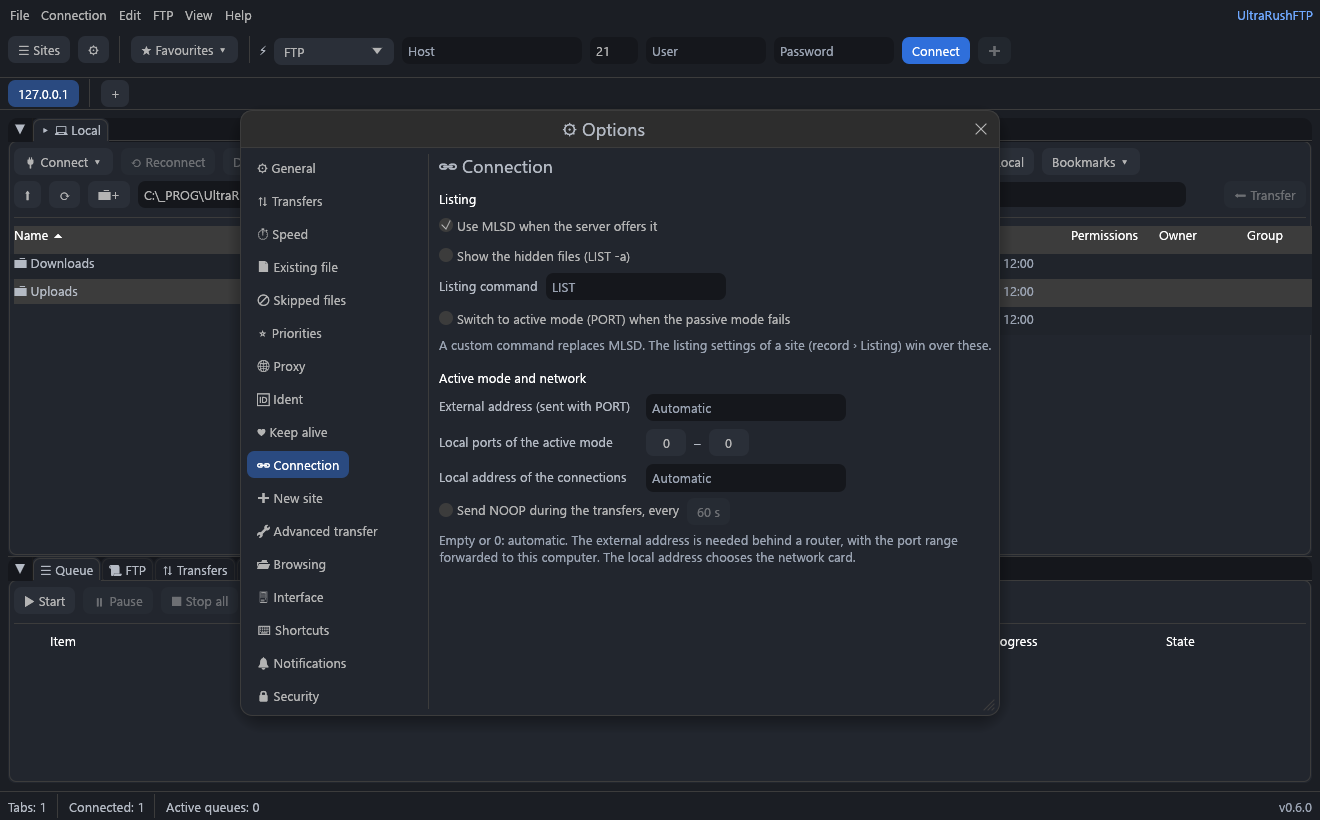 File Connection Edit FTP View Help UltraRushFTP
Sites Favourites FTP Host 21 User Password Connect +
127.0.0.1 +
Local
Options
Connect Reconnect Bookmarks
C:\_PROG\UltraR Transfer
Name Permissions Owner Group
Downloads 12:00
Uploads 12:00
12:00
General
Transfers
Speed
Existing file
Skipped files
Priorities
Proxy
Ident
Keep alive
Connection
New site
Advanced transfer
Browsing
Interface
Shortcuts
Notifications
Security
Connection
Listing
Use MLSD when the server offers it
Show the hidden files (LIST -a)
Listing command LIST
Switch to active mode (PORT) when the passive mode fails
A custom command replaces MLSD. The listing settings of a site (record › Listing) win over these.
Active mode and network
External address (sent with PORT) Automatic
Local ports of the active mode 0 – 0
Local address of the connections Automatic
Send NOOP during the transfers, every 60 s
Empty or 0: automatic. The external address is needed behind a router, with the port range
forwarded to this computer. The local address chooses the network card.
Queue FTP Transfers
Start Pause Stop all
Item ogress State
Tabs: 1 Connected: 1 Active queues: 0 v0.6.0